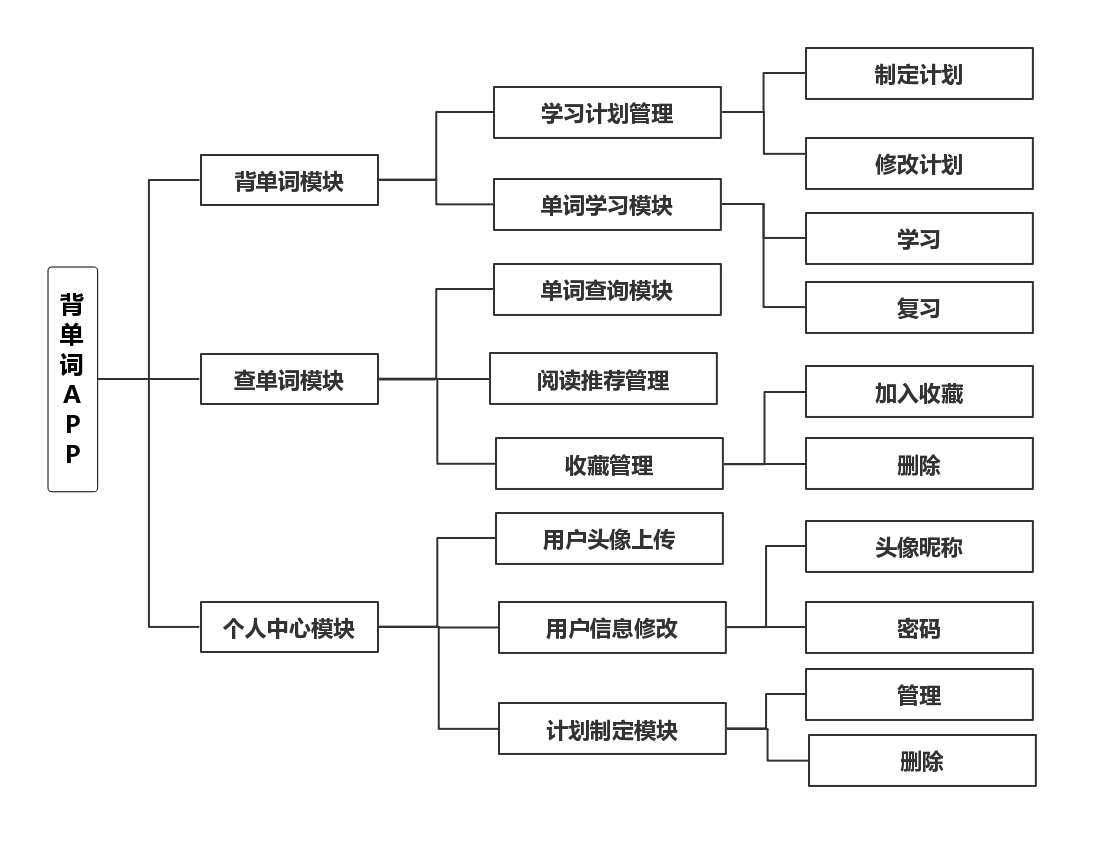 背单词APP
背单词模块
学习计划管理
制定计划
修改计划
单词学习模块
学习
复习
查单词模块
单词查询模块
阅读推荐管理
收藏管理
加入收藏
删除
个人中心模块
用户头像上传
用户信息修改
头像昵称
密码
计划制定模块
管理
删除